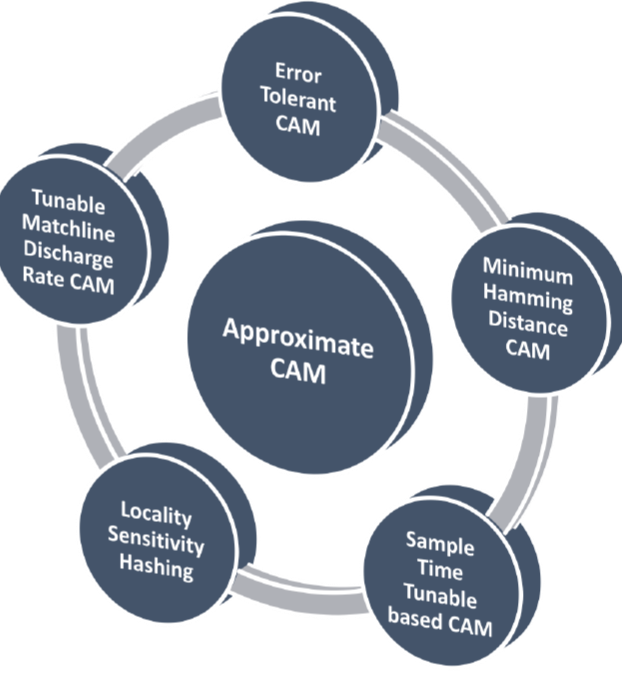 Error
Tolerant
CAM
Minimum
Hamming
Distance
CAM
Sample
Time
Tunable
based CAM
Locality
Sensitivity
Hashing
Tunable
Matchline
Discharge
Rate CAM
Approximate
CAM